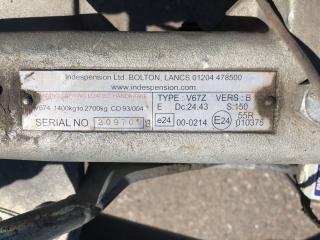 Indespension Ltd. BOLTON, LANCS 01204 478500
www.indespension.com
V674 1400kg to 2700kg CD 93/004
SERIAL NO 209701
TYPE : V67Z VERS : B
E Dc:24.43 S:150
e24 00-0214 E24 55R 010375